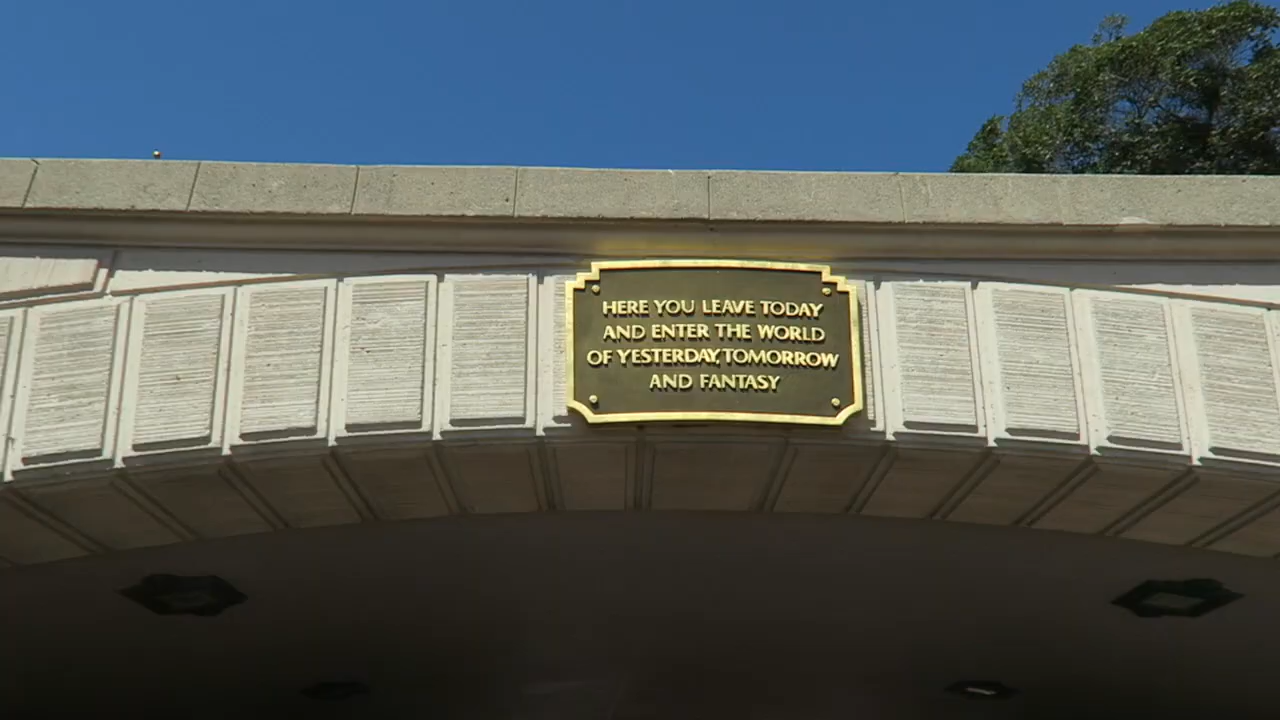 HERE YOU LEAVE TODAY
AND ENTER THE WORLD
OF YESTERDAY, TOMORROW
AND FANTASY